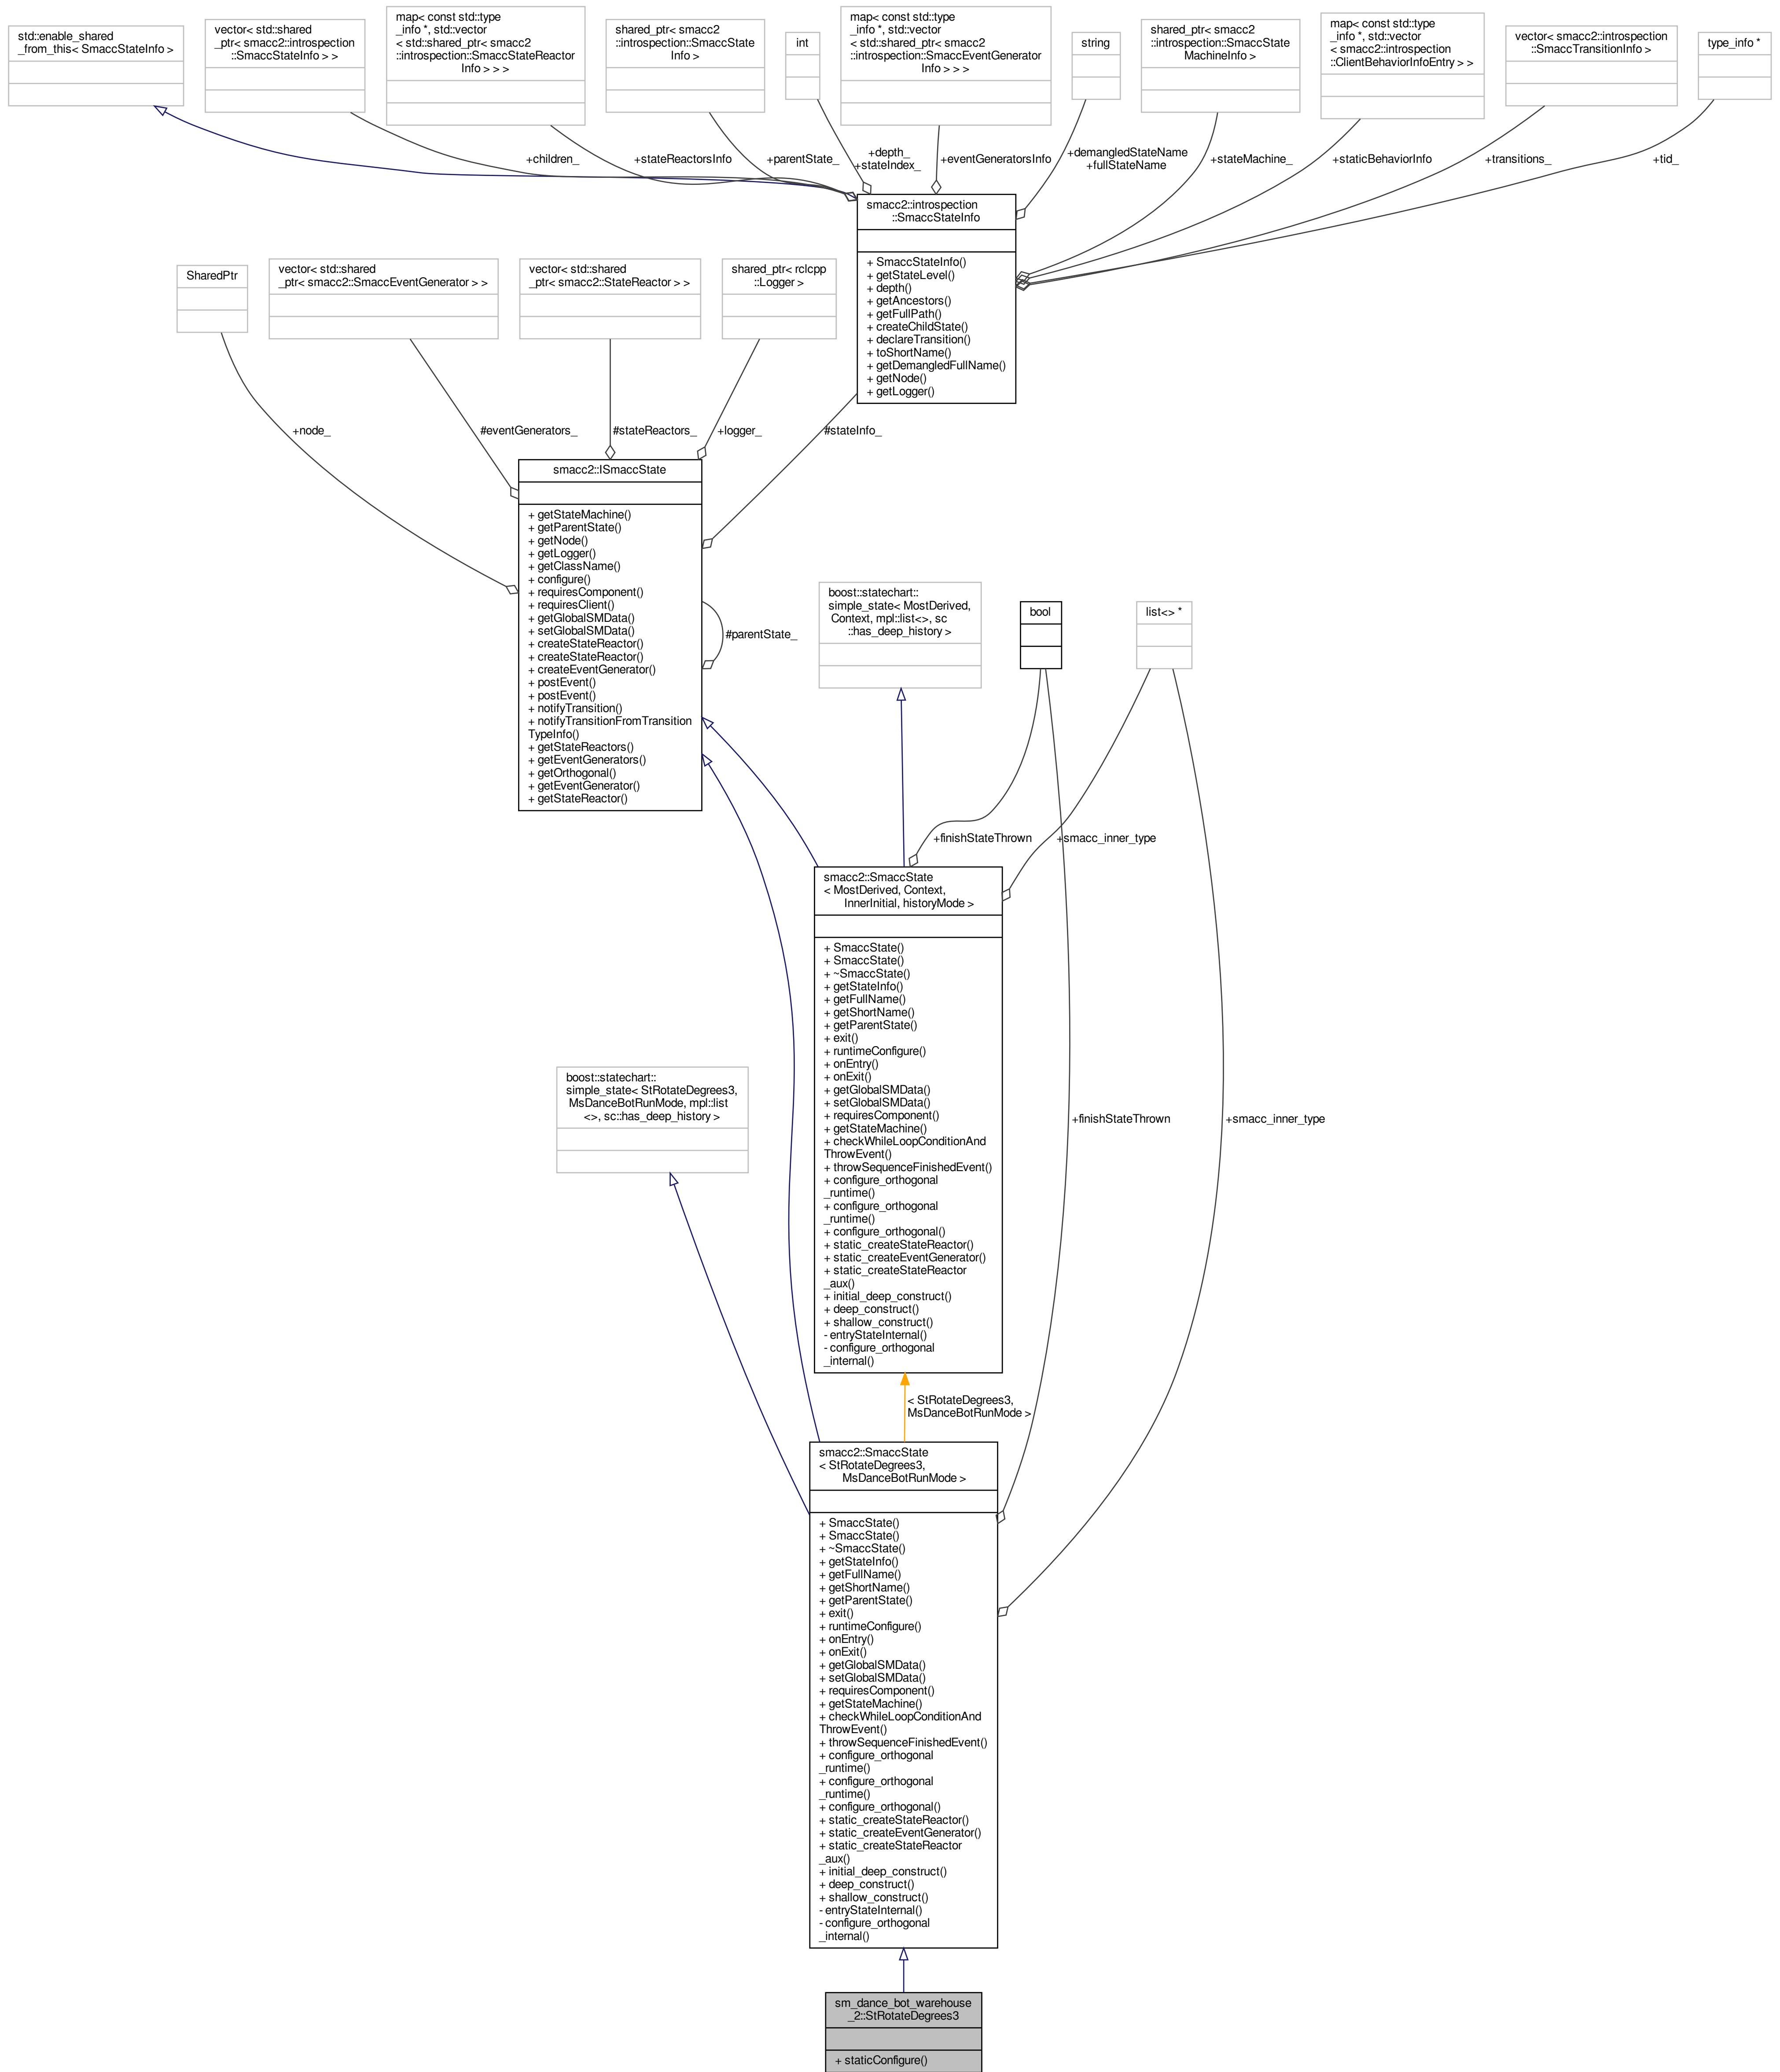 std::enable_shared
_from_this< SmaccStateInfo >
vector< std::shared
_ptr< smacc2::introspection
::SmaccStateInfo > >
map< const std::type
_info *, std::vector
< std::shared_ptr< smacc2
::introspection::SmaccStateReactor
Info > > >
shared_ptr< smacc2
::introspection::SmaccState
Info >
int
map< const std::type
_info *, std::vector
< std::shared_ptr< smacc2
::introspection::SmaccEventGenerator
Info > > >
string
shared_ptr< smacc2
::introspection::SmaccState
MachineInfo >
map< const std::type
_info *, std::vector
< smacc2::introspection
::ClientBehaviorInfoEntry > >
vector< smacc2::introspection
::SmaccTransitionInfo >
type_info *
+children_
+stateReactorsInfo
+parentState_
+depth_
+stateIndex_
+eventGeneratorsInfo
+demangledStateName
+fullStateName
+stateMachine_
+staticBehaviorInfo
+transitions_
+tid_
smacc2::introspection
::SmaccStateInfo
+ SmaccStateInfo()
+ getStateLevel()
+ depth()
+ getAncestors()
+ getFullPath()
+ createChildState()
+ declareTransition()
+ toShortName()
+ getDemangledFullName()
+ getNode()
+ getLogger()
SharedPtr
vector< std::shared
_ptr< smacc2::SmaccEventGenerator > >
vector< std::shared
_ptr< smacc2::StateReactor > >
shared_ptr< rclcpp
::Logger >
+node_
#eventGenerators_
#stateReactors_
+logger_
#stateInfo_
smacc2::ISmaccState
+ getStateMachine()
+ getParentState()
+ getNode()
+ getLogger()
+ getClassName()
+ configure()
+ requiresComponent()
+ requiresClient()
+ getGlobalSMData()
+ setGlobalSMData()
+ createStateReactor()
+ createStateReactor()
+ createEventGenerator()
+ postEvent()
+ postEvent()
+ notifyTransition()
+ notifyTransitionFromTransition
TypeInfo()
+ getStateReactors()
+ getEventGenerators()
+ getOrthogonal()
+ getEventGenerator()
+ getStateReactor()
#parentState_
boost::statechart::
simple_state< MostDerived,
Context, mpl::list<>, sc
::has_deep_history >
bool
list<> *
+finishStateThrown
+smacc_inner_type
smacc2::SmaccState
< MostDerived, Context,
InnerInitial, historyMode >
+ SmaccState()
+ SmaccState()
+ ~SmaccState()
+ getStateInfo()
+ getFullName()
+ getShortName()
+ getParentState()
+ exit()
+ runtimeConfigure()
+ onEntry()
+ onExit()
+ getGlobalSMData()
+ setGlobalSMData()
+ requiresComponent()
+ getStateMachine()
+ checkWhileLoopConditionAnd
ThrowEvent()
+ throwSequenceFinishedEvent()
+ configure_orthogonal
_runtime()
+ configure_orthogonal
_runtime()
+ configure_orthogonal()
+ static_createStateReactor()
+ static_createEventGenerator()
+ static_createStateReactor
_aux()
+ initial_deep_construct()
+ deep_construct()
+ shallow_construct()
- entryStateInternal()
- configure_orthogonal
_internal()
boost::statechart::
simple_state< StRotateDegrees3,
MsDanceBotRunMode, mpl::list
<>, sc::has_deep_history >
+finishStateThrown
+smacc_inner_type
< StRotateDegrees3,
MsDanceBotRunMode >
smacc2::SmaccState
< StRotateDegrees3,
MsDanceBotRunMode >
+ SmaccState()
+ SmaccState()
+ ~SmaccState()
+ getStateInfo()
+ getFullName()
+ getShortName()
+ getParentState()
+ exit()
+ runtimeConfigure()
+ onEntry()
+ onExit()
+ getGlobalSMData()
+ setGlobalSMData()
+ requiresComponent()
+ getStateMachine()
+ checkWhileLoopConditionAnd
ThrowEvent()
+ throwSequenceFinishedEvent()
+ configure_orthogonal
_runtime()
+ configure_orthogonal
_runtime()
+ configure_orthogonal()
+ static_createStateReactor()
+ static_createEventGenerator()
+ static_createStateReactor
_aux()
+ initial_deep_construct()
+ deep_construct()
+ shallow_construct()
- entryStateInternal()
- configure_orthogonal
_internal()
sm_dance_bot_warehouse
_2::StRotateDegrees3
+ staticConfigure()